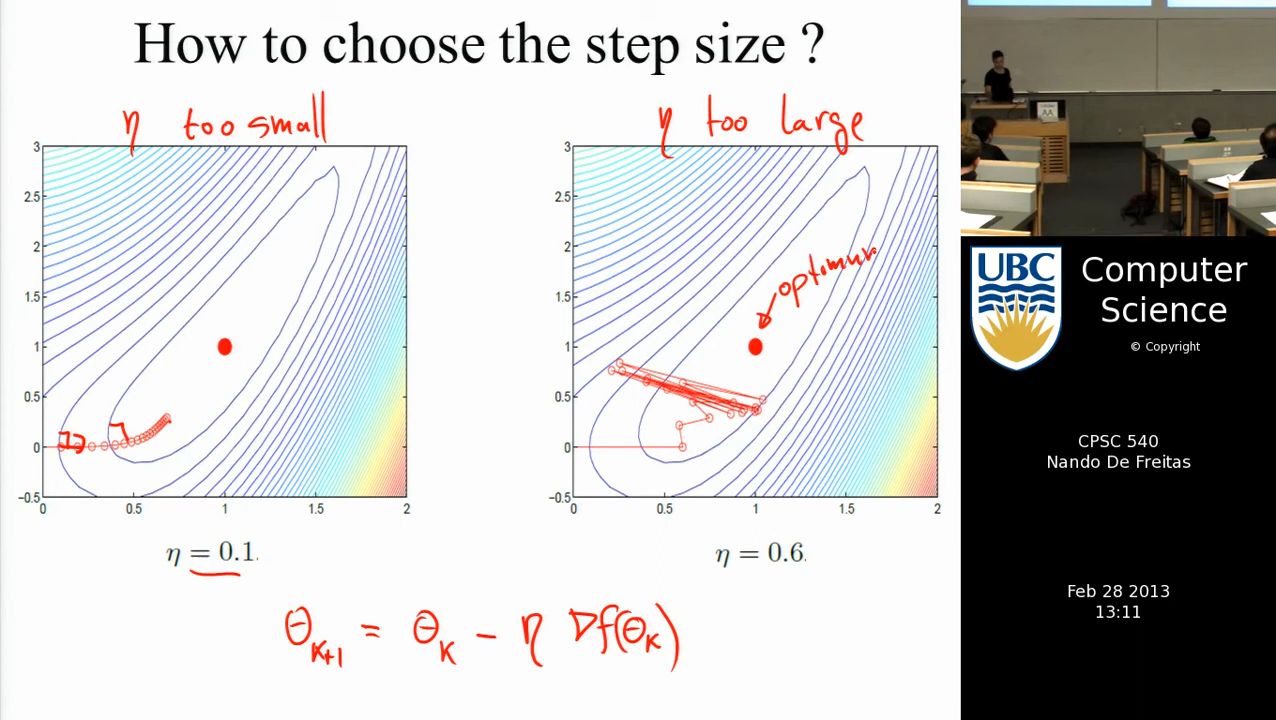 How to choose the step size ?
η too small
η too large
3
2.5
2
1.5
1
0.5
0
−0.5
0
0.5
1
1.5
2
3
2.5
2
1.5
1
0.5
0
−0.5
0
0.5
1
1.5
2
optimum
η = 0.1.
η = 0.6.
θ_{K+1} = θ_K − η ∇f(θ_K)
UBC
Computer
Science
© Copyright
CPSC 540
Nando De Freitas
Feb 28 2013
13:11